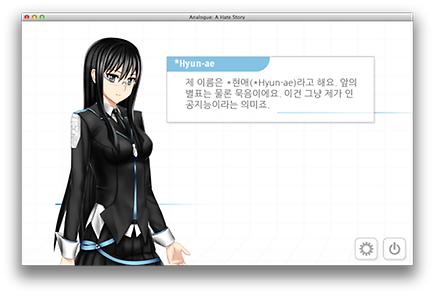 Analogue: A Hate Story
*Hyun-ae
제 이름은 *현애(*Hyun-ae)라고 해요. 앞의
별표는 물론 묵음이에요. 이건 그냥 제가 인
공지능이라는 의미죠.